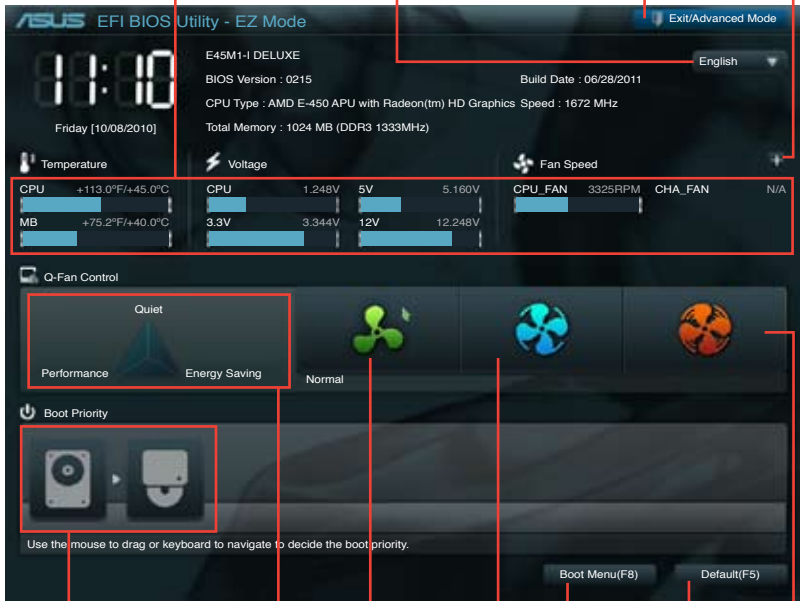 ASUS EFI BIOS Utility - EZ Mode
Exit/Advanced Mode
11:10
Friday [10/08/2010]
E45M1-I DELUXE
English
BIOS Version : 0215
Build Date : 06/28/2011
CPU Type : AMD E-450 APU with Radeon(tm) HD Graphics Speed : 1672 MHz
Total Memory : 1024 MB (DDR3 1333MHz)
Temperature
Voltage
Fan Speed
CPU +113.0ºF/+45.0ºC
CPU 1.248V
5V 5.160V
CPU_FAN 3325RPM
CHA_FAN N/A
MB +75.2ºF/+40.0ºC
3.3V 3.344V
12V 12.248V
Q-Fan Control
Quiet
Performance
Energy Saving
Normal
Boot Priority
Use the mouse to drag or keyboard to navigate to decide the boot priority.
Boot Menu(F8)
Default(F5)